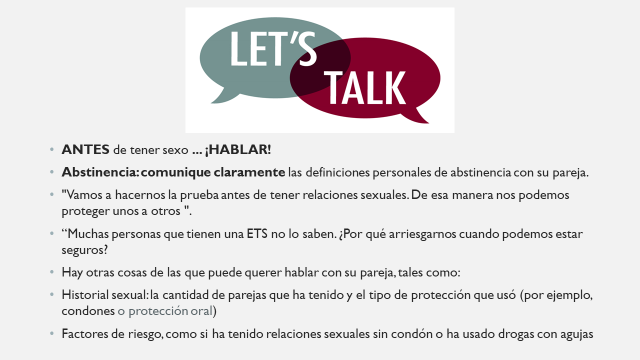 LET'S
TALK
• ANTES de tener sexo ... ¡HABLAR!
• Abstinencia: comunique claramente las definiciones personales de abstinencia con su pareja.
• "Vamos a hacernos la prueba antes de tener relaciones sexuales. De esa manera nos podemos
proteger unos a otros ".
• “Muchas personas que tienen una ETS no lo saben. ¿Por qué arriesgarnos cuando podemos estar
seguros?
• Hay otras cosas de las que puede querer hablar con su pareja, tales como:
• Historial sexual: la cantidad de parejas que ha tenido y el tipo de protección que usó (por ejemplo,
condones o protección oral)
• Factores de riesgo, como si ha tenido relaciones sexuales sin condón o ha usado drogas con agujas